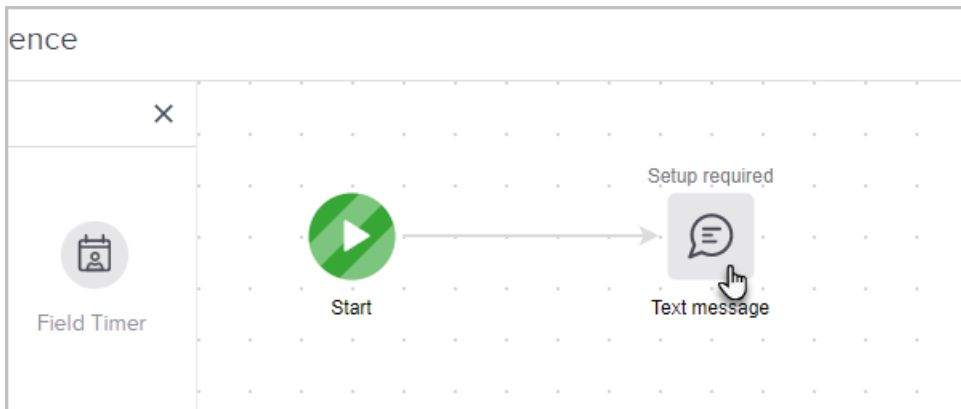 ence
Setup required
Start
Text message
Field Timer